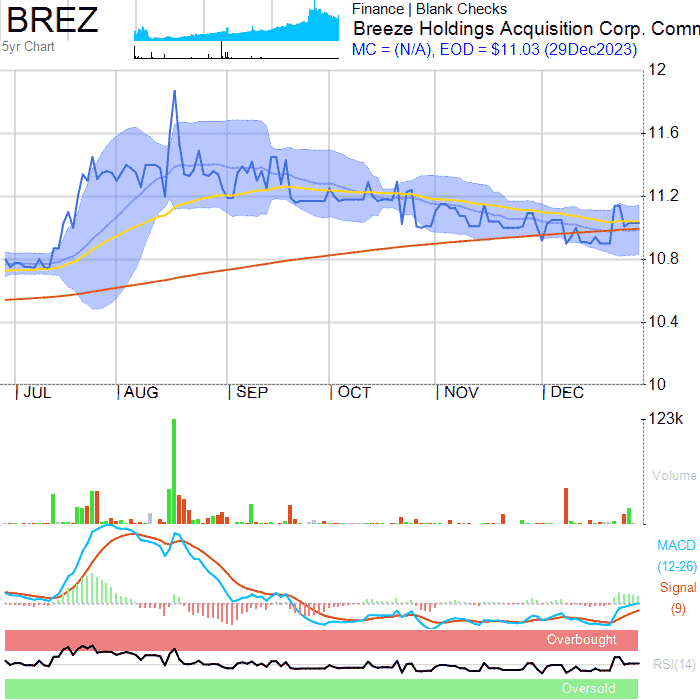 BREZ
5yr Chart
Finance | Blank Checks
Breeze Holdings Acquisition Corp. Comm
MC = (N/A), EOD = $11.03 (29Dec2023)
12
11.6
11.2
10.8
10.4
10
JUL AUG SEP OCT NOV DEC
123k
Volume
MACD
(12-26)
Signal
(9)
Overbought
RSI(14)
Oversold